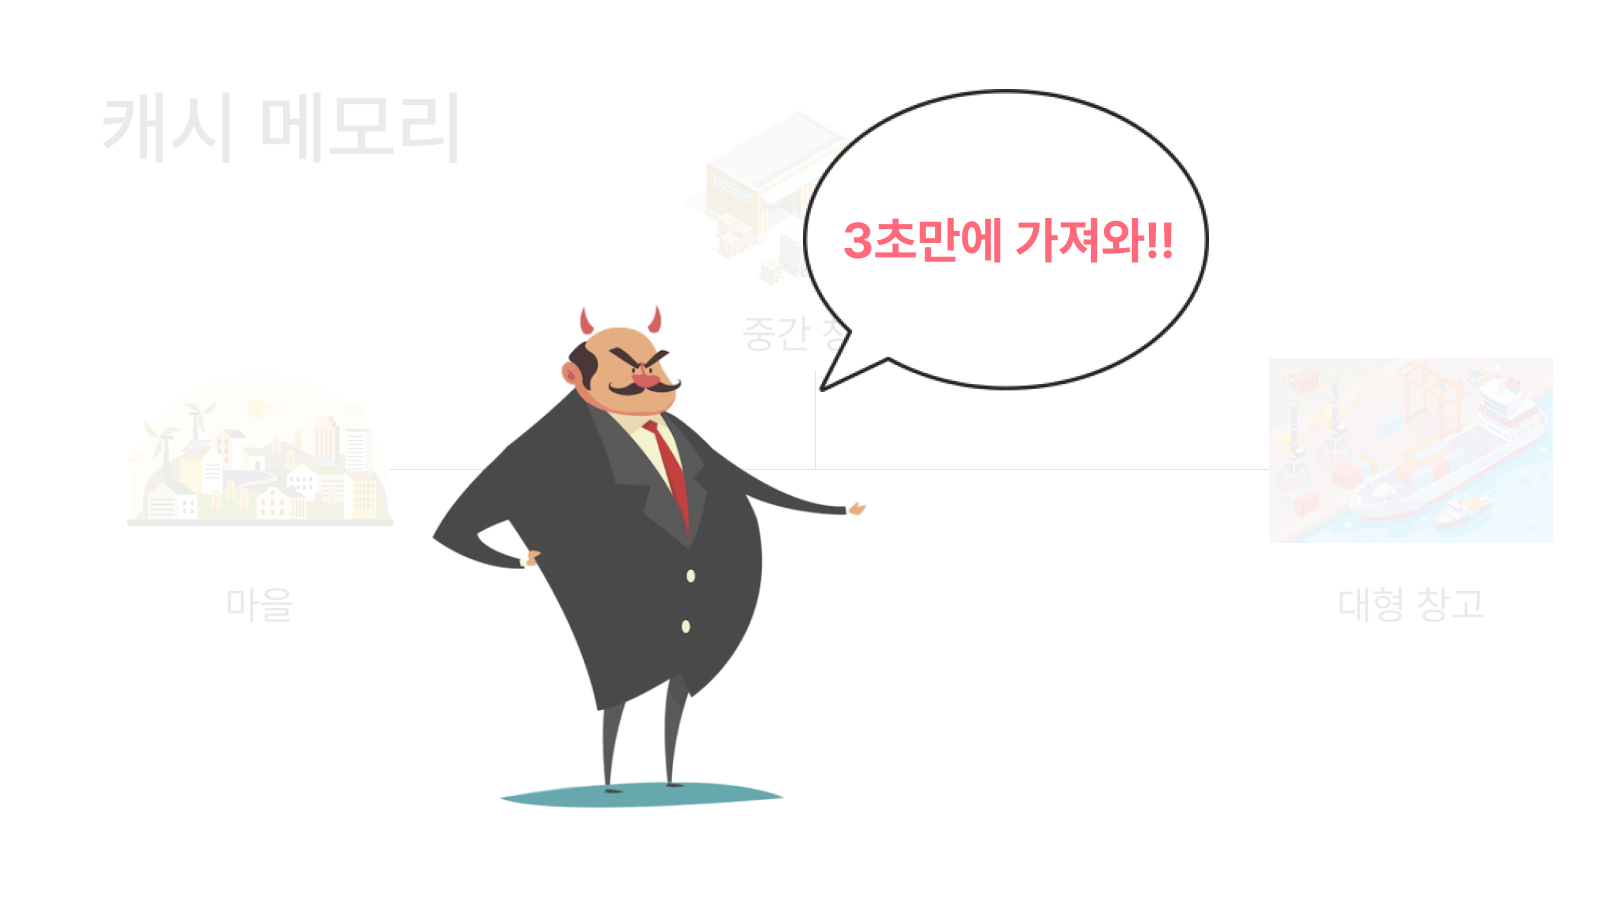 캐시 메모리
3초만에 가져와!!
중간
마을
대형 창고